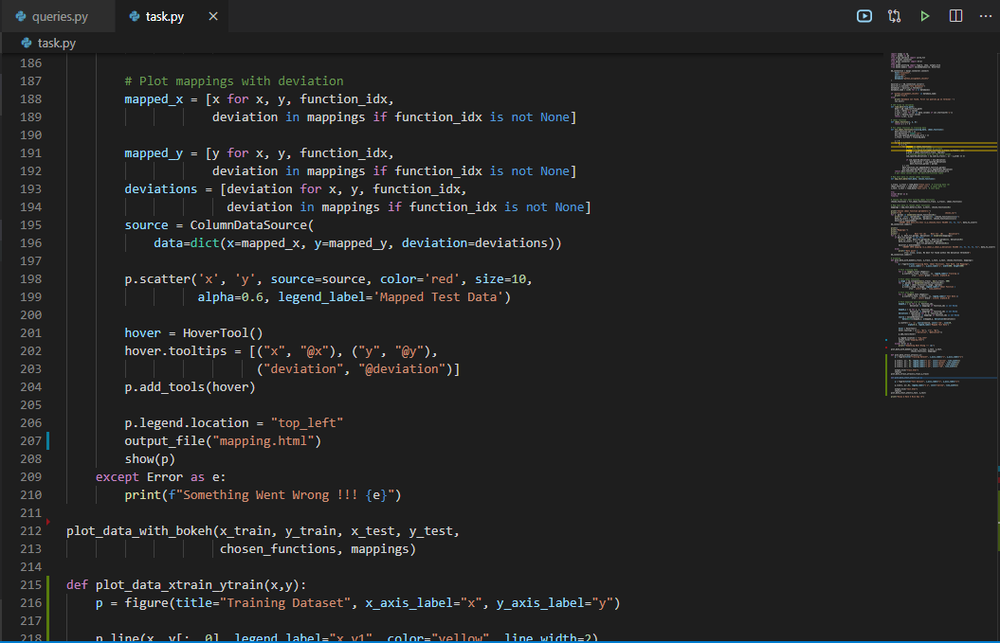 queries.py
task.py
task.py
186
187 # Plot mappings with deviation
188 mapped_x = [x for x, y, function_idx,
189 deviation in mappings if function_idx is not None]
190
191 mapped_y = [y for x, y, function_idx,
192 deviation in mappings if function_idx is not None]
193 deviations = [deviation for x, y, function_idx,
194 deviation in mappings if function_idx is not None]
195 source = ColumnDataSource(
196 data=dict(x=mapped_x, y=mapped_y, deviation=deviations))
197
198 p.scatter('x', 'y', source=source, color='red', size=10,
199 alpha=0.6, legend_label='Mapped Test Data')
200
201 hover = HoverTool()
202 hover.tooltips = [("x", "@x"), ("y", "@y"),
203 ("deviation", "@deviation")]
204 p.add_tools(hover)
205
206 p.legend.location = "top_left"
207 output_file("mapping.html")
208 show(p)
209 except Error as e:
210 print(f"Something Went Wrong !!! {e}")
211
212 plot_data_with_bokeh(x_train, y_train, x_test, y_test,
213 chosen_functions, mappings)
214
215 def plot_data_xtrain_ytrain(x,y):
216 p = figure(title="Training Dataset", x_axis_label="x", y_axis_label="y")
217
218 p.line(x, y[:, 0], legend_label="x,y1", color="yellow", line_width=2)